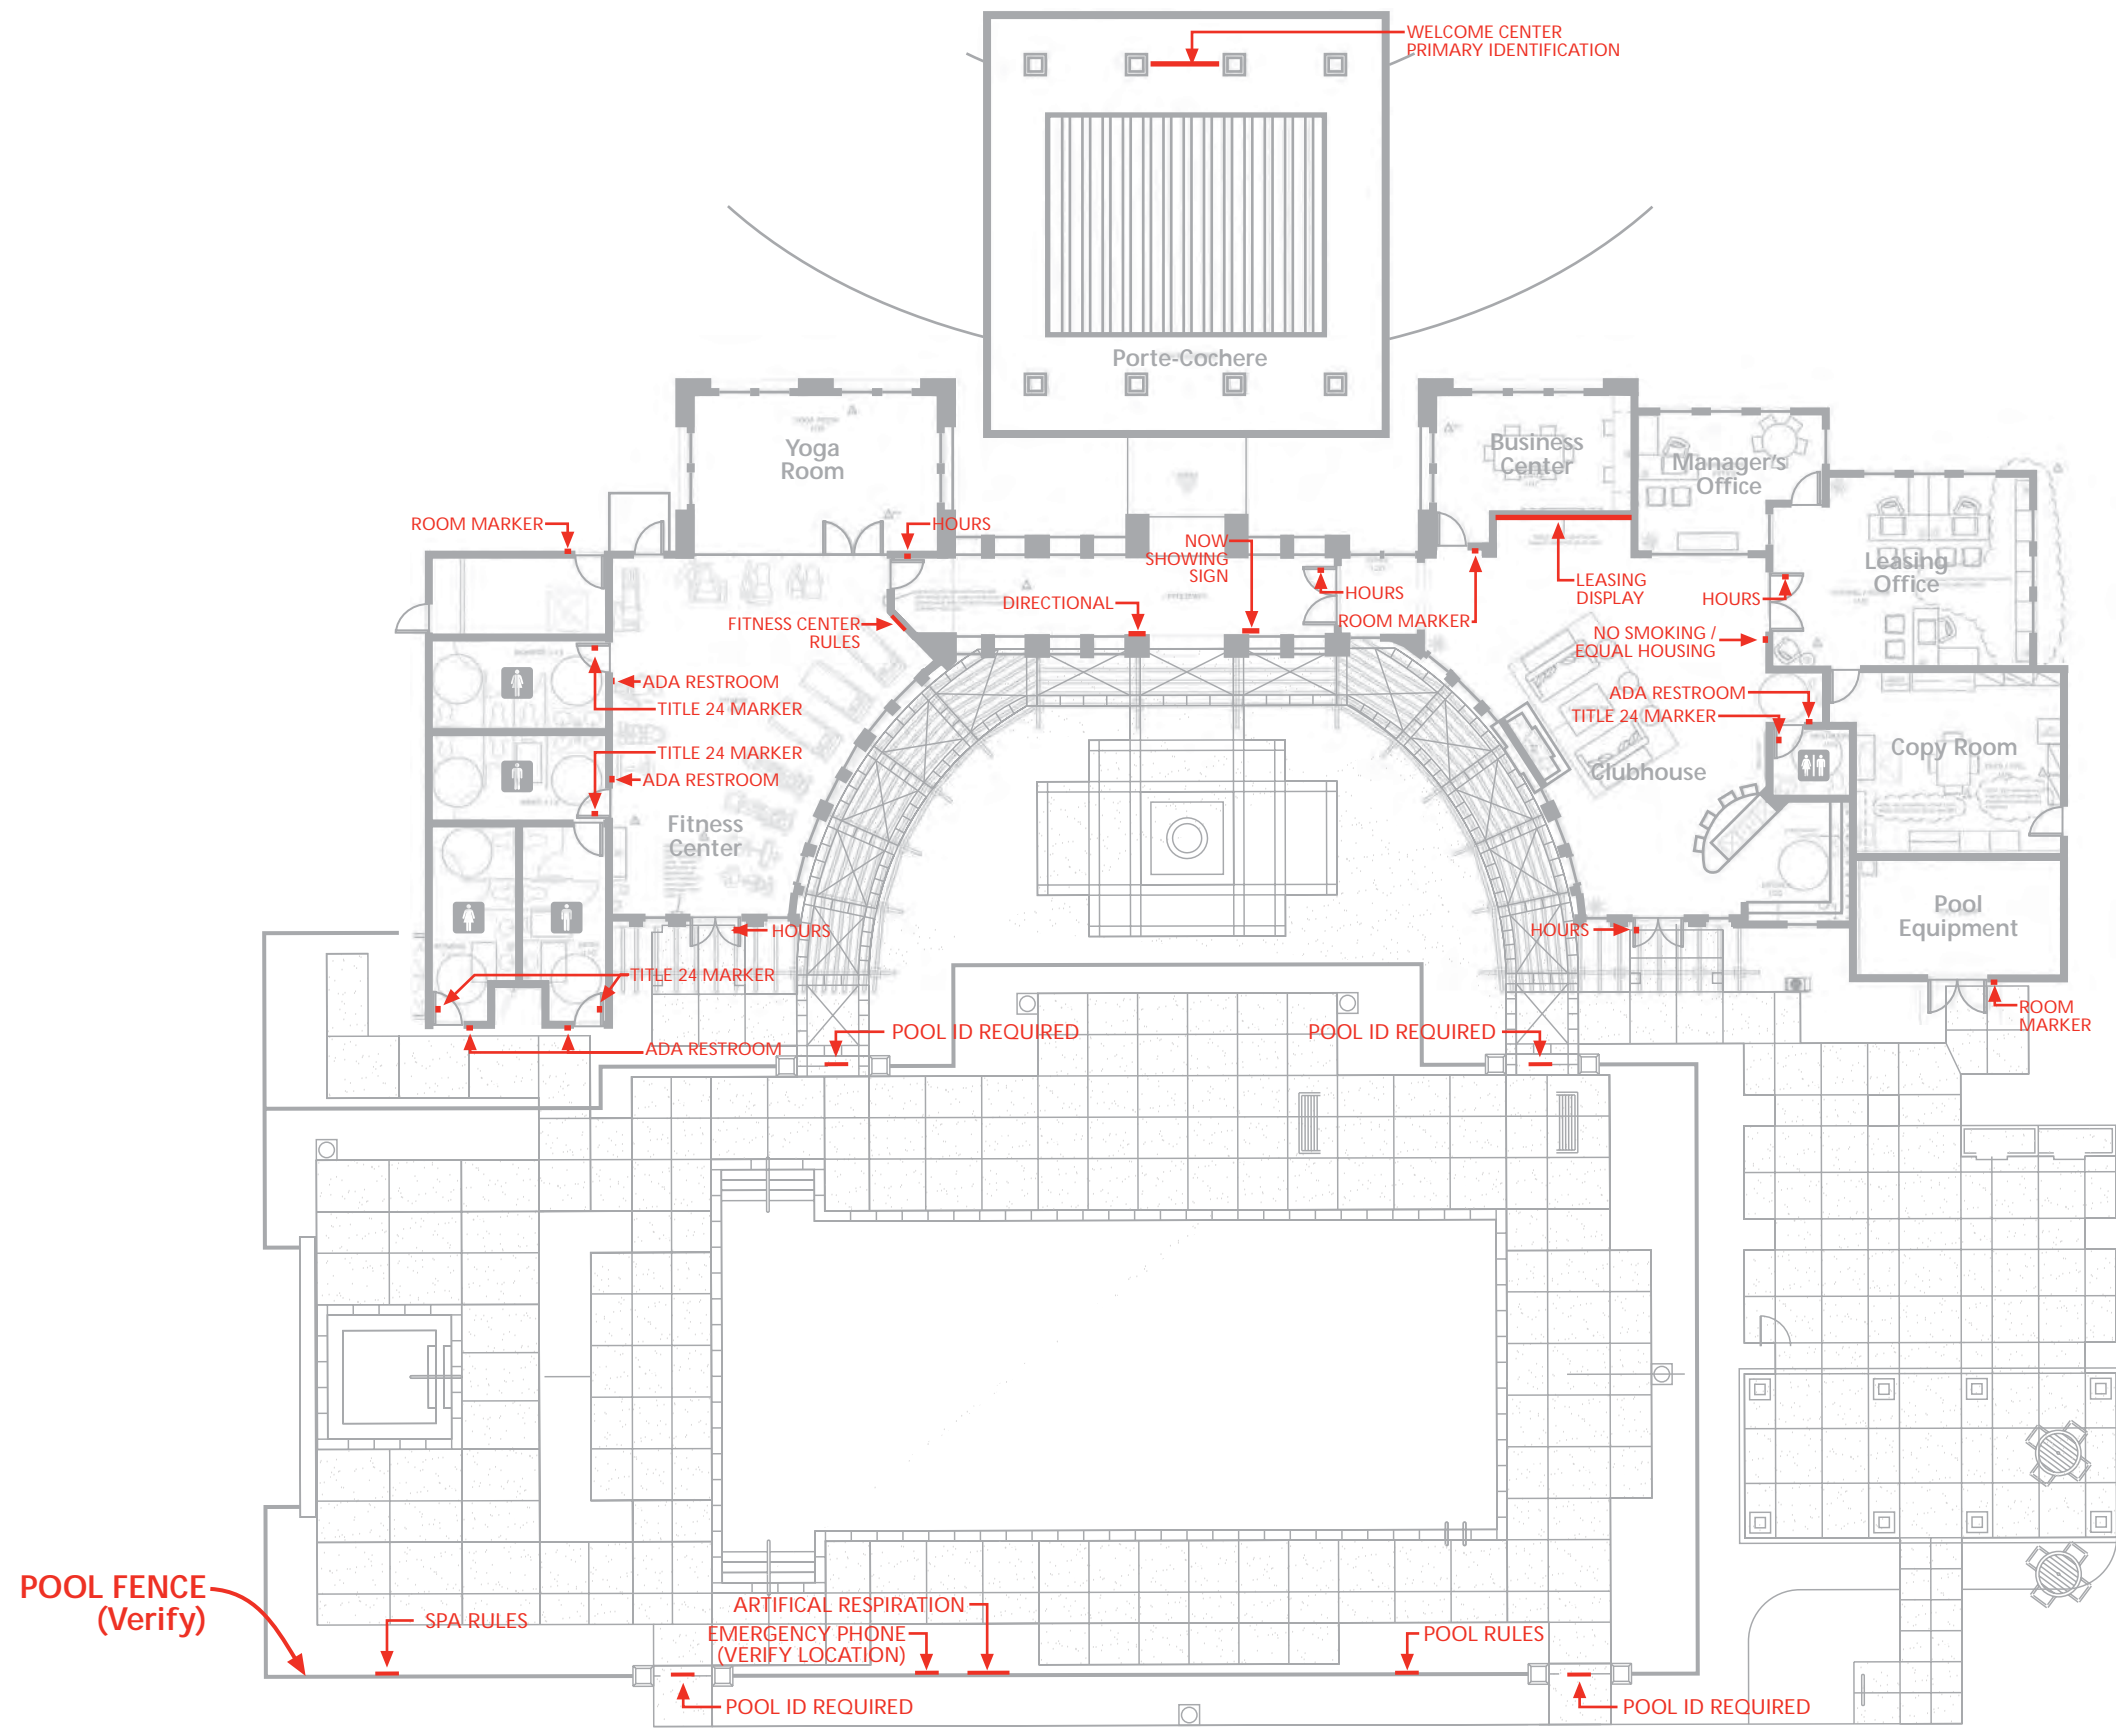 WELCOME CENTER
PRIMARY IDENTIFICATION
Porte-Cochere
Yoga
Room
Business
Center
Manager's
Office
ROOM MARKER
HOURS
NOW
SHOWING
SIGN
Leasing
Office
LEASING
DISPLAY
HOURS
HOURS
DIRECTIONAL
ROOM MARKER
FITNESS CENTER
RULES
NO SMOKING /
EQUAL HOUSING
ADA RESTROOM
TITLE 24 MARKER
ADA RESTROOM
TITLE 24 MARKER
TITLE 24 MARKER
ADA RESTROOM
Copy Room
Clubhouse
Fitness
Center
Pool
Equipment
HOURS
HOURS
TITLE 24 MARKER
ROOM
MARKER
POOL ID REQUIRED
POOL ID REQUIRED
ADA RESTROOM
POOL FENCE
(Verify)
SPA RULES
ARTIFICAL RESPIRATION
EMERGENCY PHONE
(VERIFY LOCATION)
POOL RULES
POOL ID REQUIRED
POOL ID REQUIRED